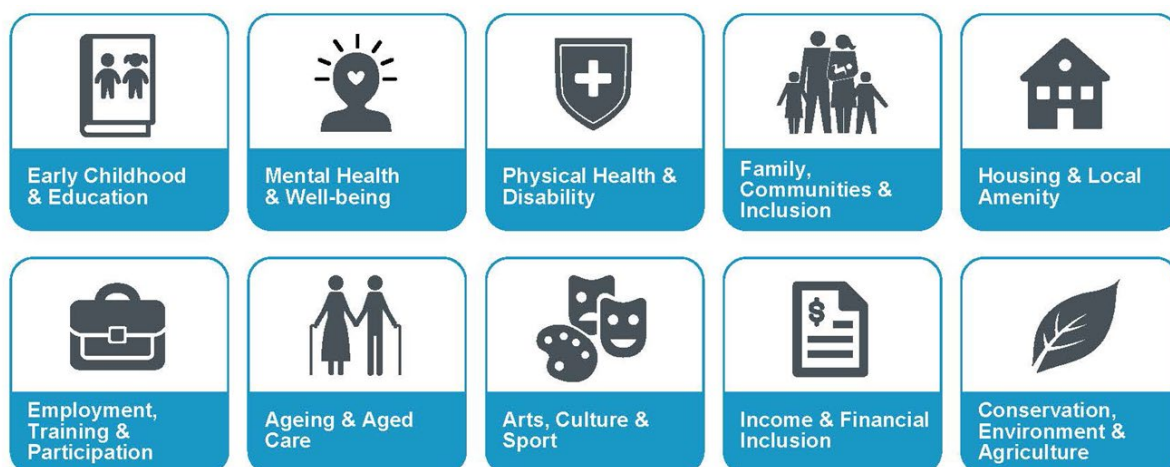 Early Childhood
& Education
Mental Health
& Well-being
Physical Health &
Disability
Family,
Communities &
Inclusion
Housing & Local
Amenity
Employment,
Training &
Participation
Ageing & Aged
Care
Arts, Culture &
Sport
$
Income & Financial
Inclusion
Conservation,
Environment &
Agriculture